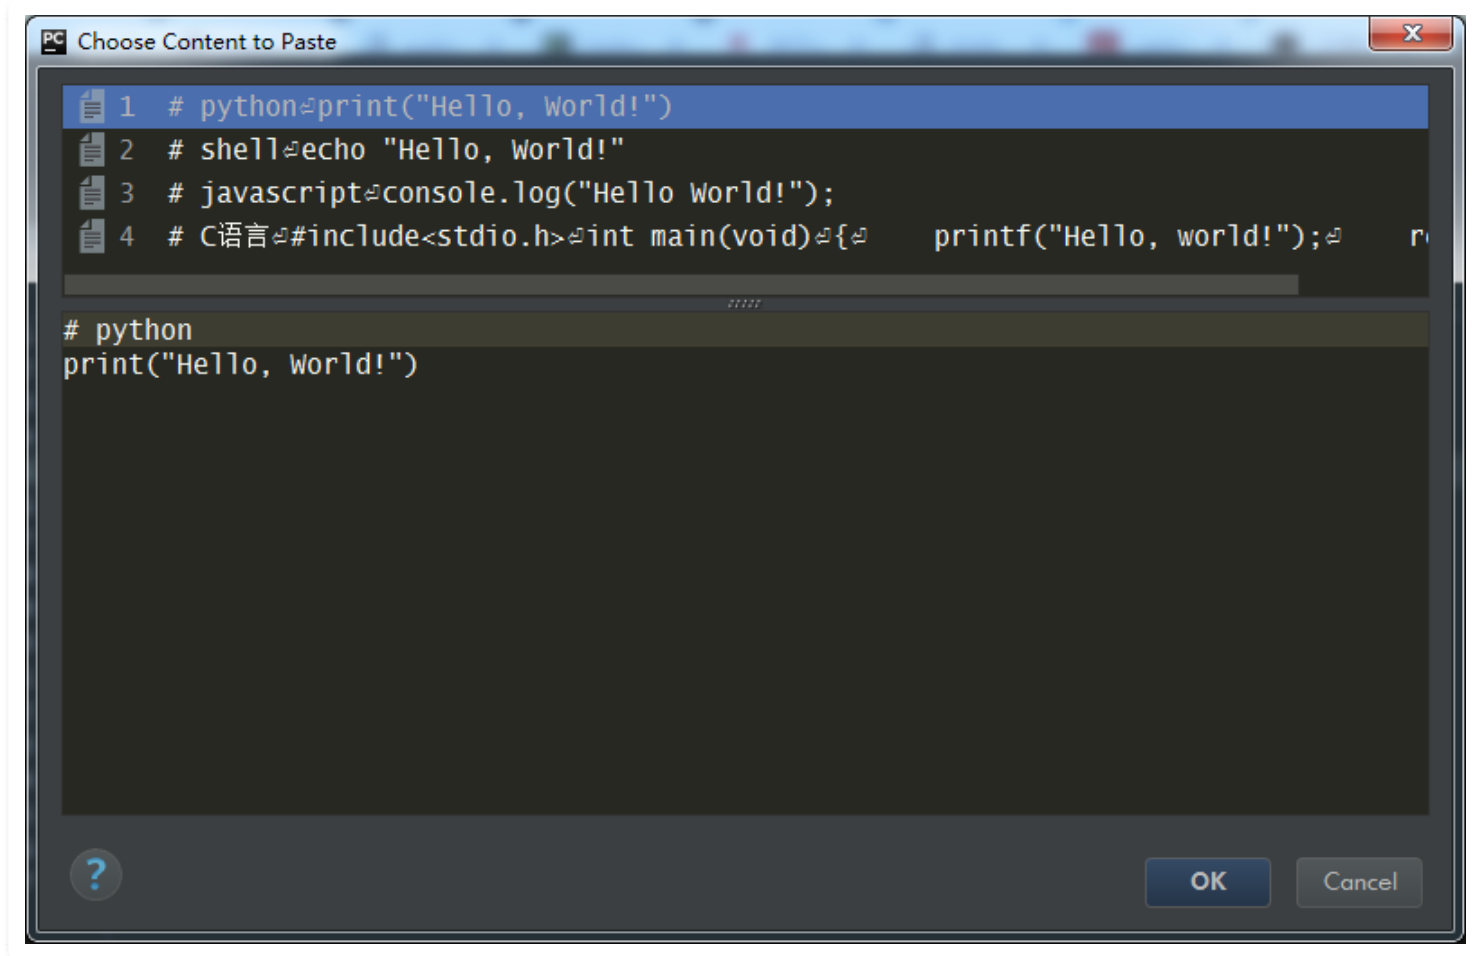 PC Choose Content to Paste
1 # python⏎print("Hello, World!")
2 # shell⏎echo "Hello, World!"
3 # javascript⏎console.log("Hello World!");
4 # C语言⏎#include<stdio.h>⏎int main(void)⏎{⏎    printf("Hello, world!");⏎    r
# python
print("Hello, World!")
?
OK Cancel